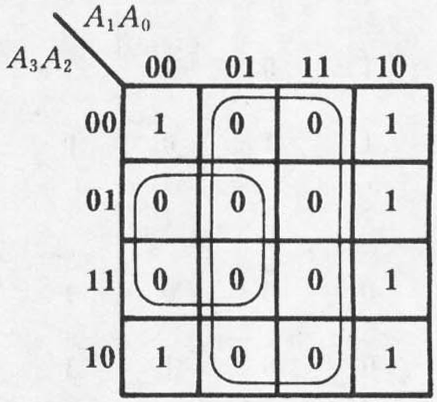 A₁A₀
A₃A₂
00 01 11 10
00 1 0 0 1
01 0 0 0 1
11 0 0 0 1
10 1 0 0 1